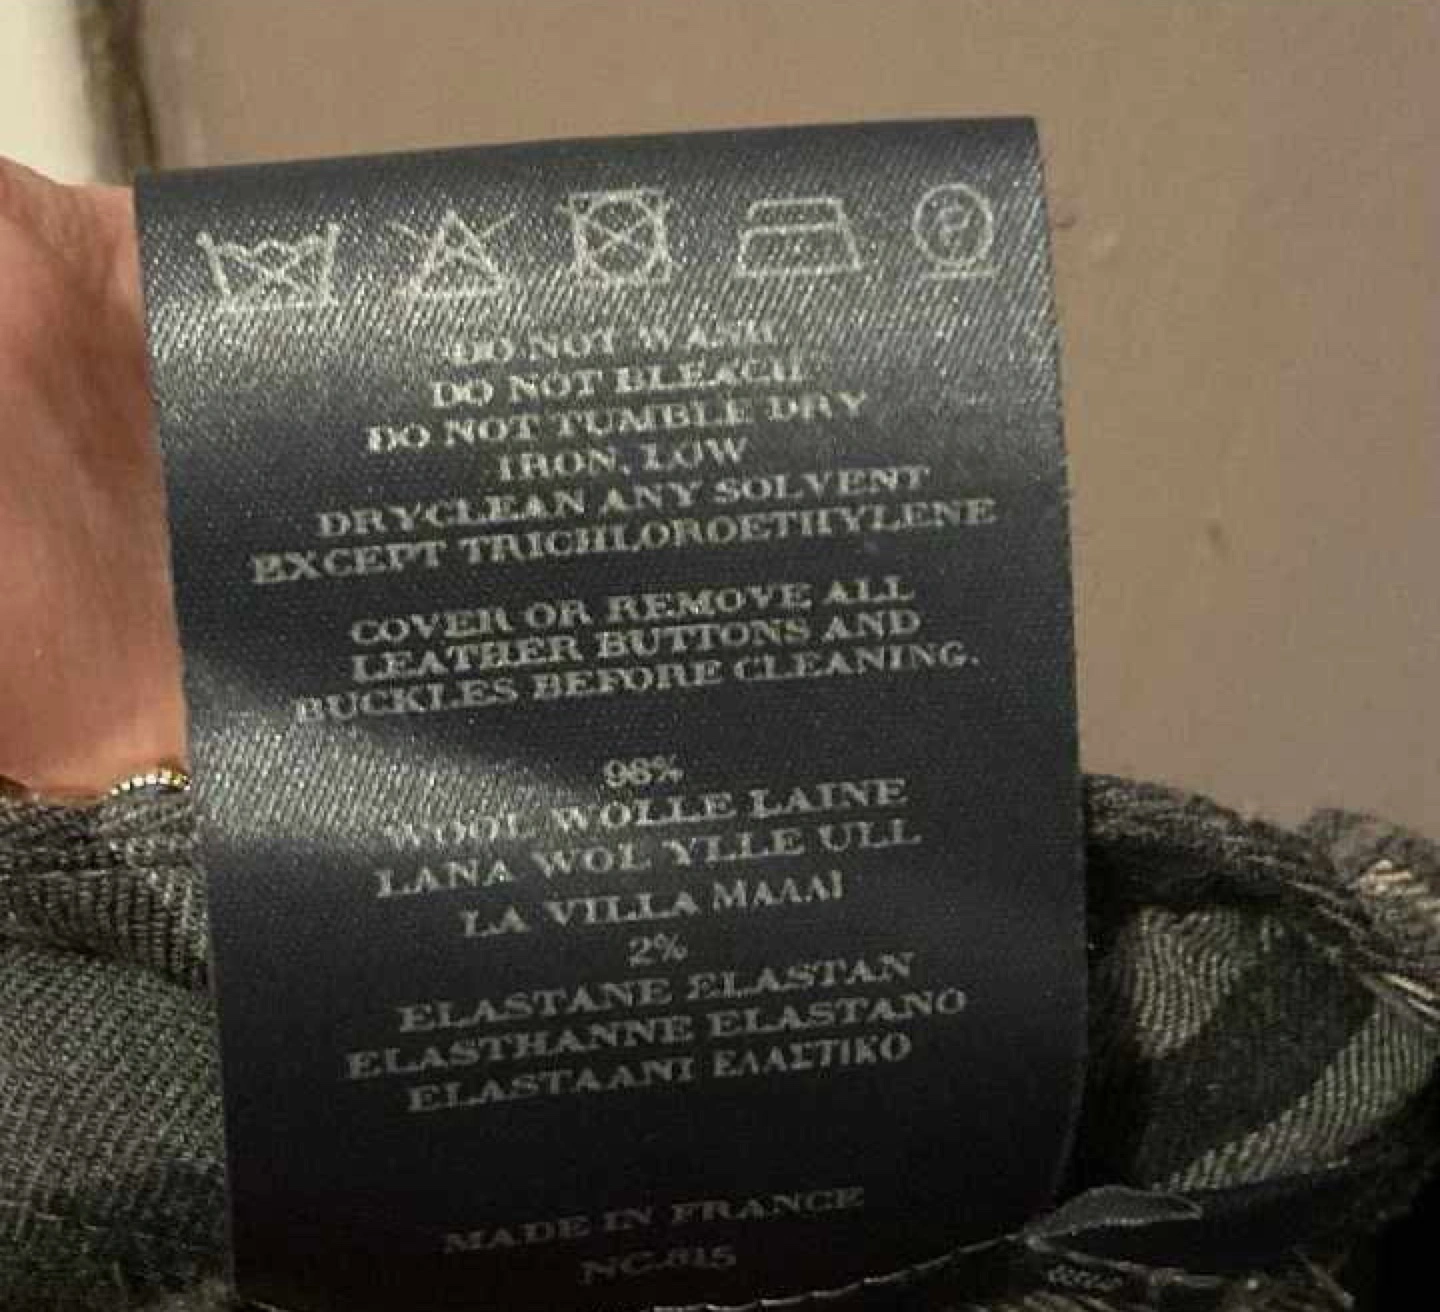 DO NOT WASH
DO NOT BLEACH
DO NOT TUMBLE DRY
IRON, LOW
DRYCLEAN ANY SOLVENT
EXCEPT TRICHLOROETHYLENE
COVER OR REMOVE ALL
LEATHER BUTTONS AND
BUCKLES BEFORE CLEANING.
98%
WOOL WOLLE LAINE
LANA WOL YLLE ULL
LA VILLA ΜΑΛΛΙ
2%
ELASTANE ELASTAN
ELASTHANNE ELASTANO
ELASTAANI ΕΛΑΣΤΙΚΟ
MADE IN FRANCE